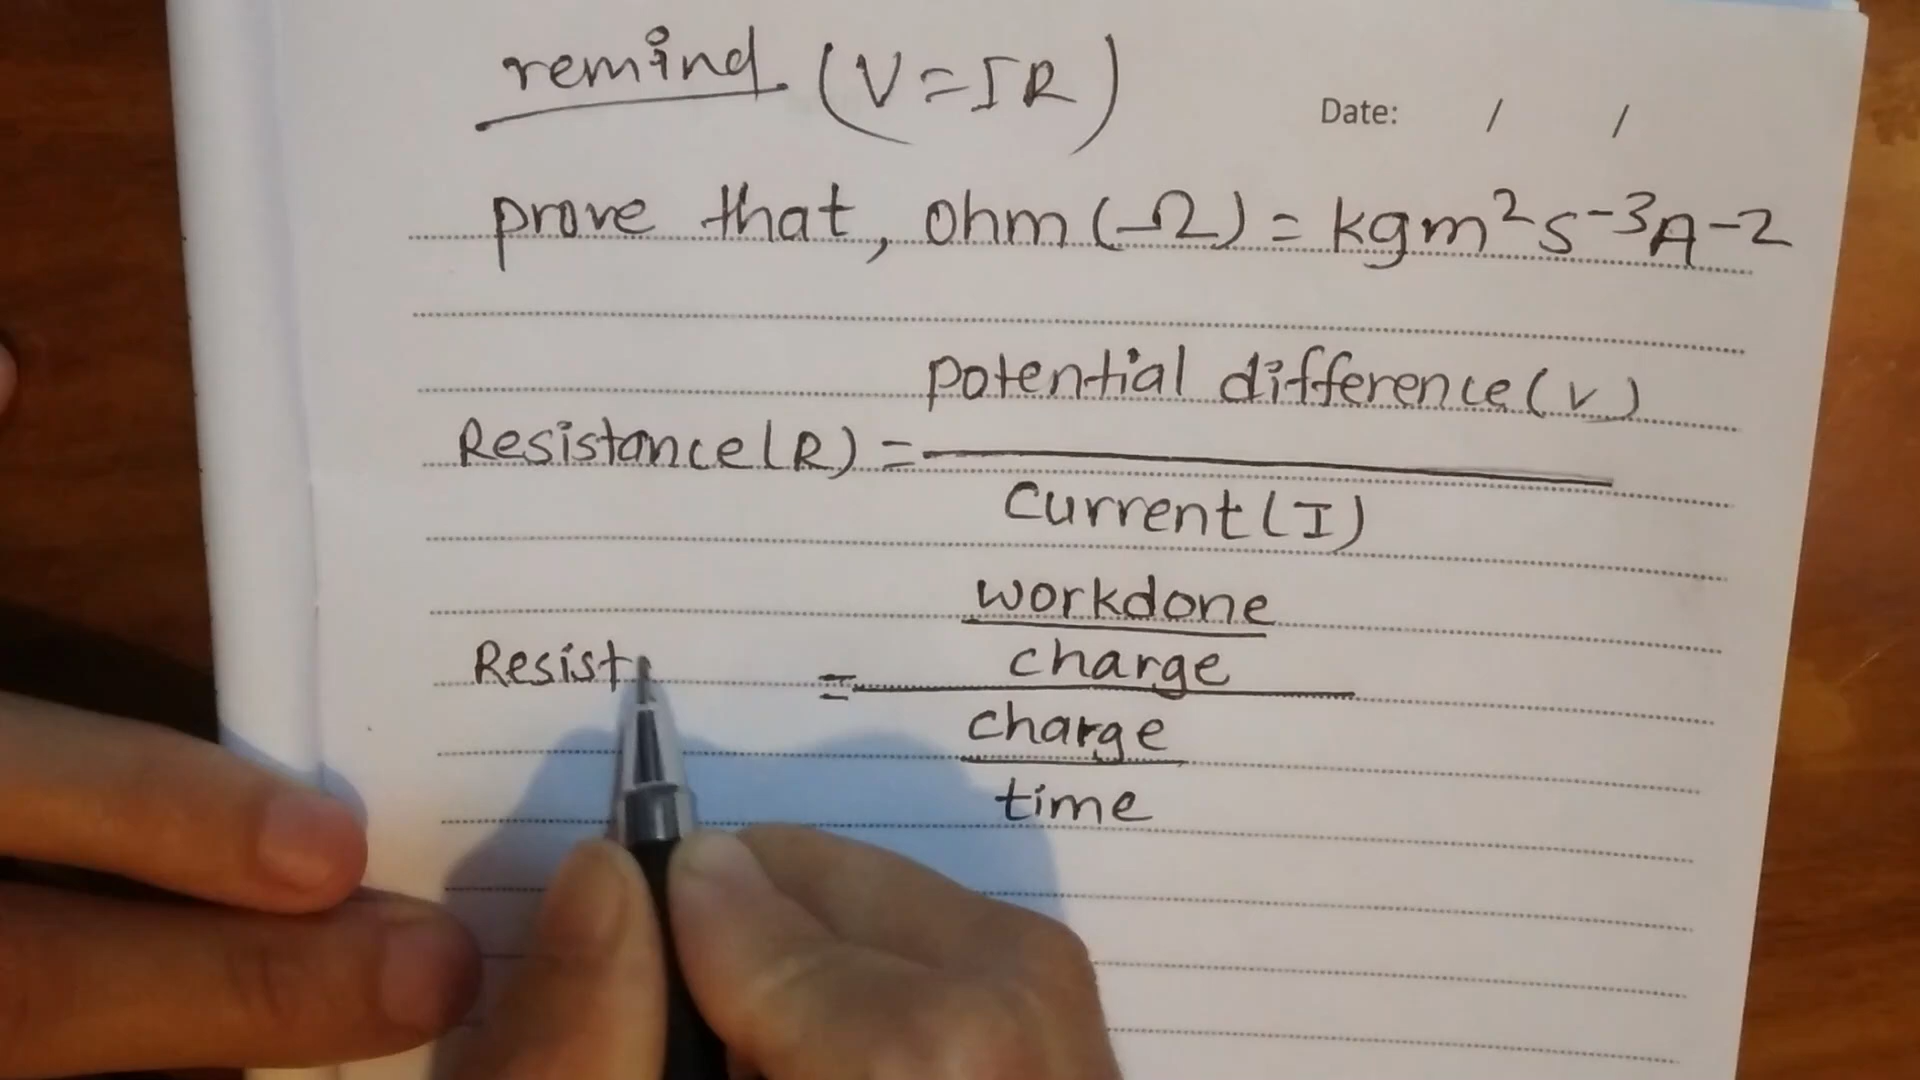 remind (V=IR)
Date: / /
prove that, ohm(Ω) = kgm²s⁻³A⁻²
potential difference(v)
Resistance(R) =
current(I)
workdone
charge
Resist =
charge
time